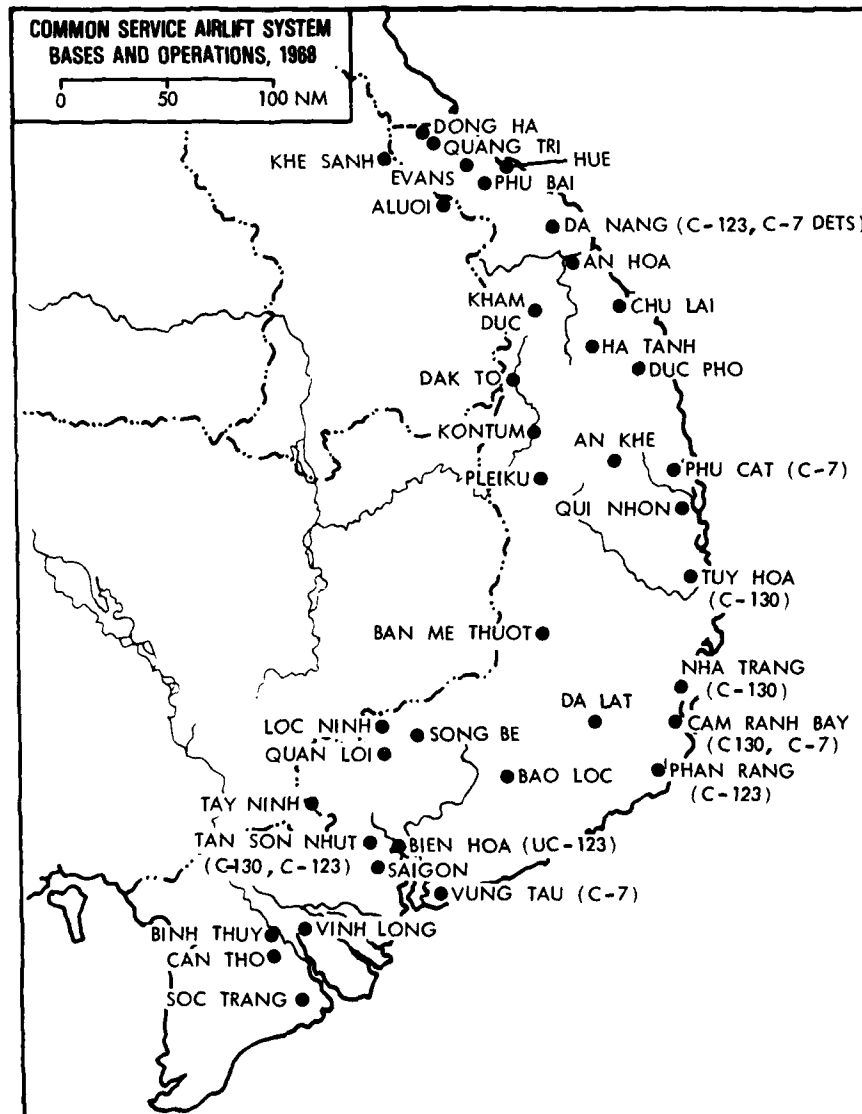 COMMON SERVICE AIRLIFT SYSTEM
BASES AND OPERATIONS, 1968
0 50 100 NM
DONG HA
QUANG TRI
HUE
KHE SANH
EVANS
PHU BAI
ALUOI
DA NANG (C-123, C-7 DETS)
AN HOA
KHAM
DUC
CHU LAI
HA TANH
DUC PHO
DAK TO
KONTUM
AN KHE
PHU CAT (C-7)
PLEIKU
QUI NHON
TUY HOA
(C-130)
BAN ME THUOT
NHA TRANG
(C-130)
DA LAT
CAM RANH BAY
(C130, C-7)
LOC NINH
SONG BE
QUAN LOI
BAO LOC
PHAN RANG
(C-123)
TAY NINH
TAN SON NHUT
(C-130, C-123)
BIEN HOA (UC-123)
SAIGON
VUNG TAU (C-7)
BINH THUY
VINH LONG
CAN THO
SOC TRANG